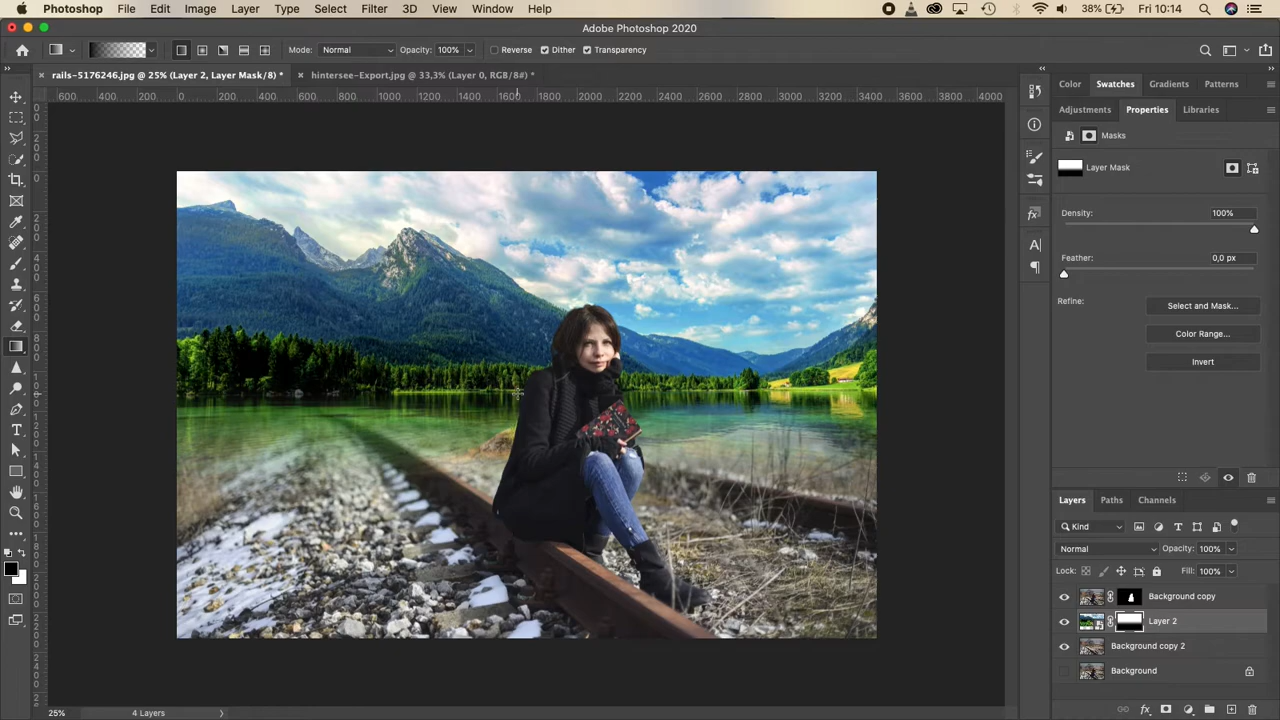 Photoshop File Edit Image Layer Type Select Filter 3D View Window Help 38% Fri 10:14
Adobe Photoshop 2020
Mode: Normal Opacity: 100% Reverse Dither Transparency
rails-5176246.jpg @ 25% (Layer 2, Layer Mask/8) * hintersee-Export.jpg @ 33,3% (Layer 0, RGB/8#) *
Color Swatches Gradients Patterns
600 400 200 0 200 400 600 800 1000 1200 1400 1600 1800 2000 2200 2400 2600 2800 3000 3200 3400 3600 3800 4000
Adjustments Properties Libraries
Masks
Layer Mask
Density: 100%
Feather: 0,0 px
Refine: Select and Mask...
Color Range...
Invert
Layers Paths Channels
Kind
Normal Opacity: 100%
Lock: Fill: 100%
Background copy
Layer 2
Background copy 2
Background
25% 4 Layers